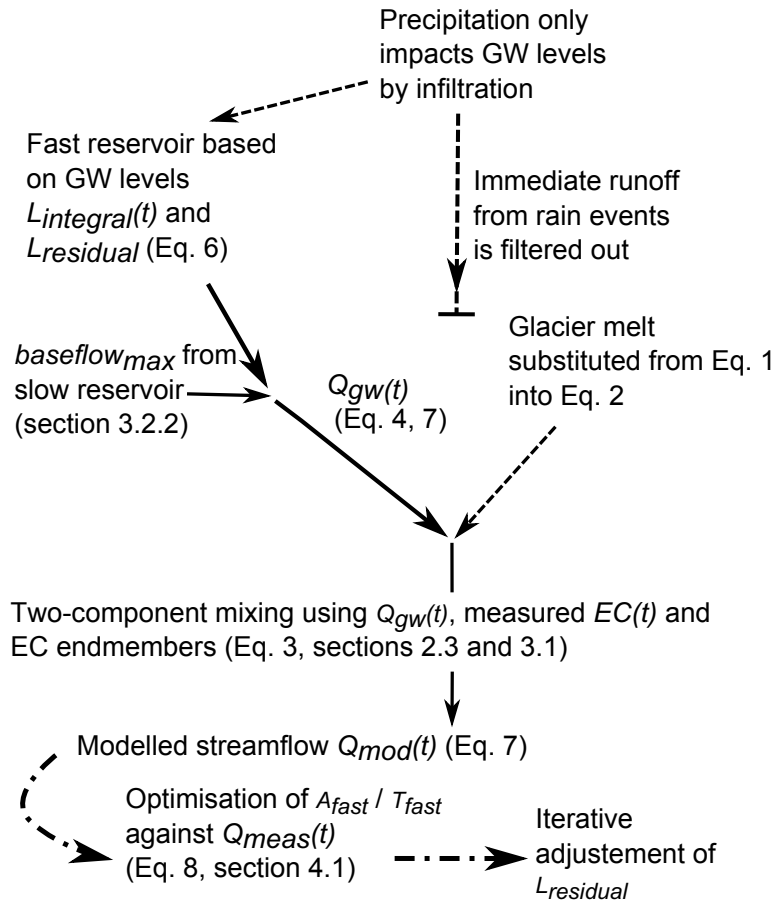 Precipitation only
impacts GW levels
by infiltration
Fast reservoir based
on GW levels
Lintegral(t) and
Lresidual (Eq. 6)
Immediate runoff
from rain events
is filtered out
baseflowmax from
slow reservoir
(section 3.2.2)
Qgw(t)
(Eq. 4, 7)
Glacier melt
substituted from Eq. 1
into Eq. 2
Two-component mixing using Qgw(t), measured EC(t) and
EC endmembers (Eq. 3, sections 2.3 and 3.1)
Modelled streamflow Qmod(t) (Eq. 7)
Optimisation of Afast / Tfast
against Qmeas(t)
(Eq. 8, section 4.1)
Iterative
adjustement of
Lresidual